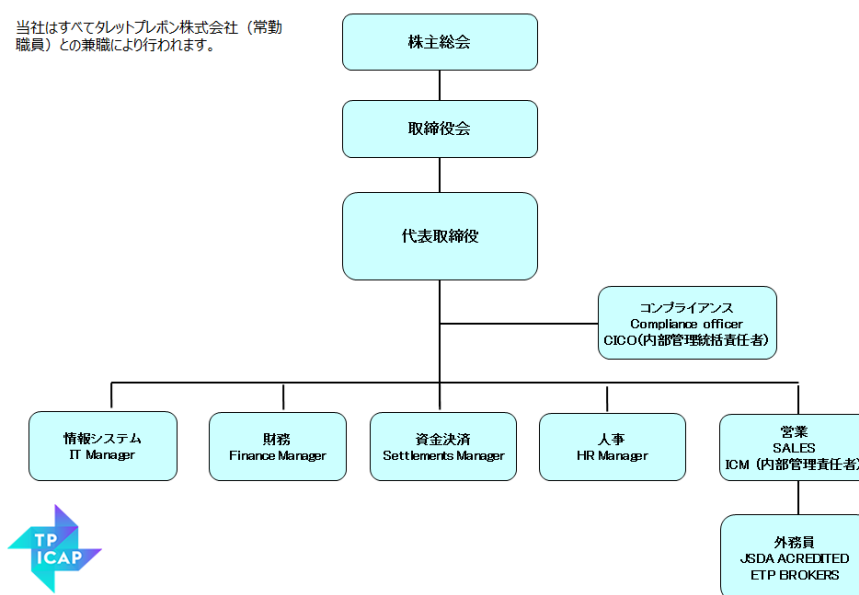 当社はすべてタレットプレボン株式会社（常勤
職員）との兼職により行われます。
株主総会
取締役会
代表取締役
コンプライアンス
Compliance officer
CICO(内部管理統括責任者)
情報システム
IT Manager
財務
Finance Manager
資金決済
Settlements Manager
人事
HR Manager
営業
SALES
ICM (内部管理責任者)
外務員
JSDA ACREDITED
ETP BROKERS
TP
ICAP